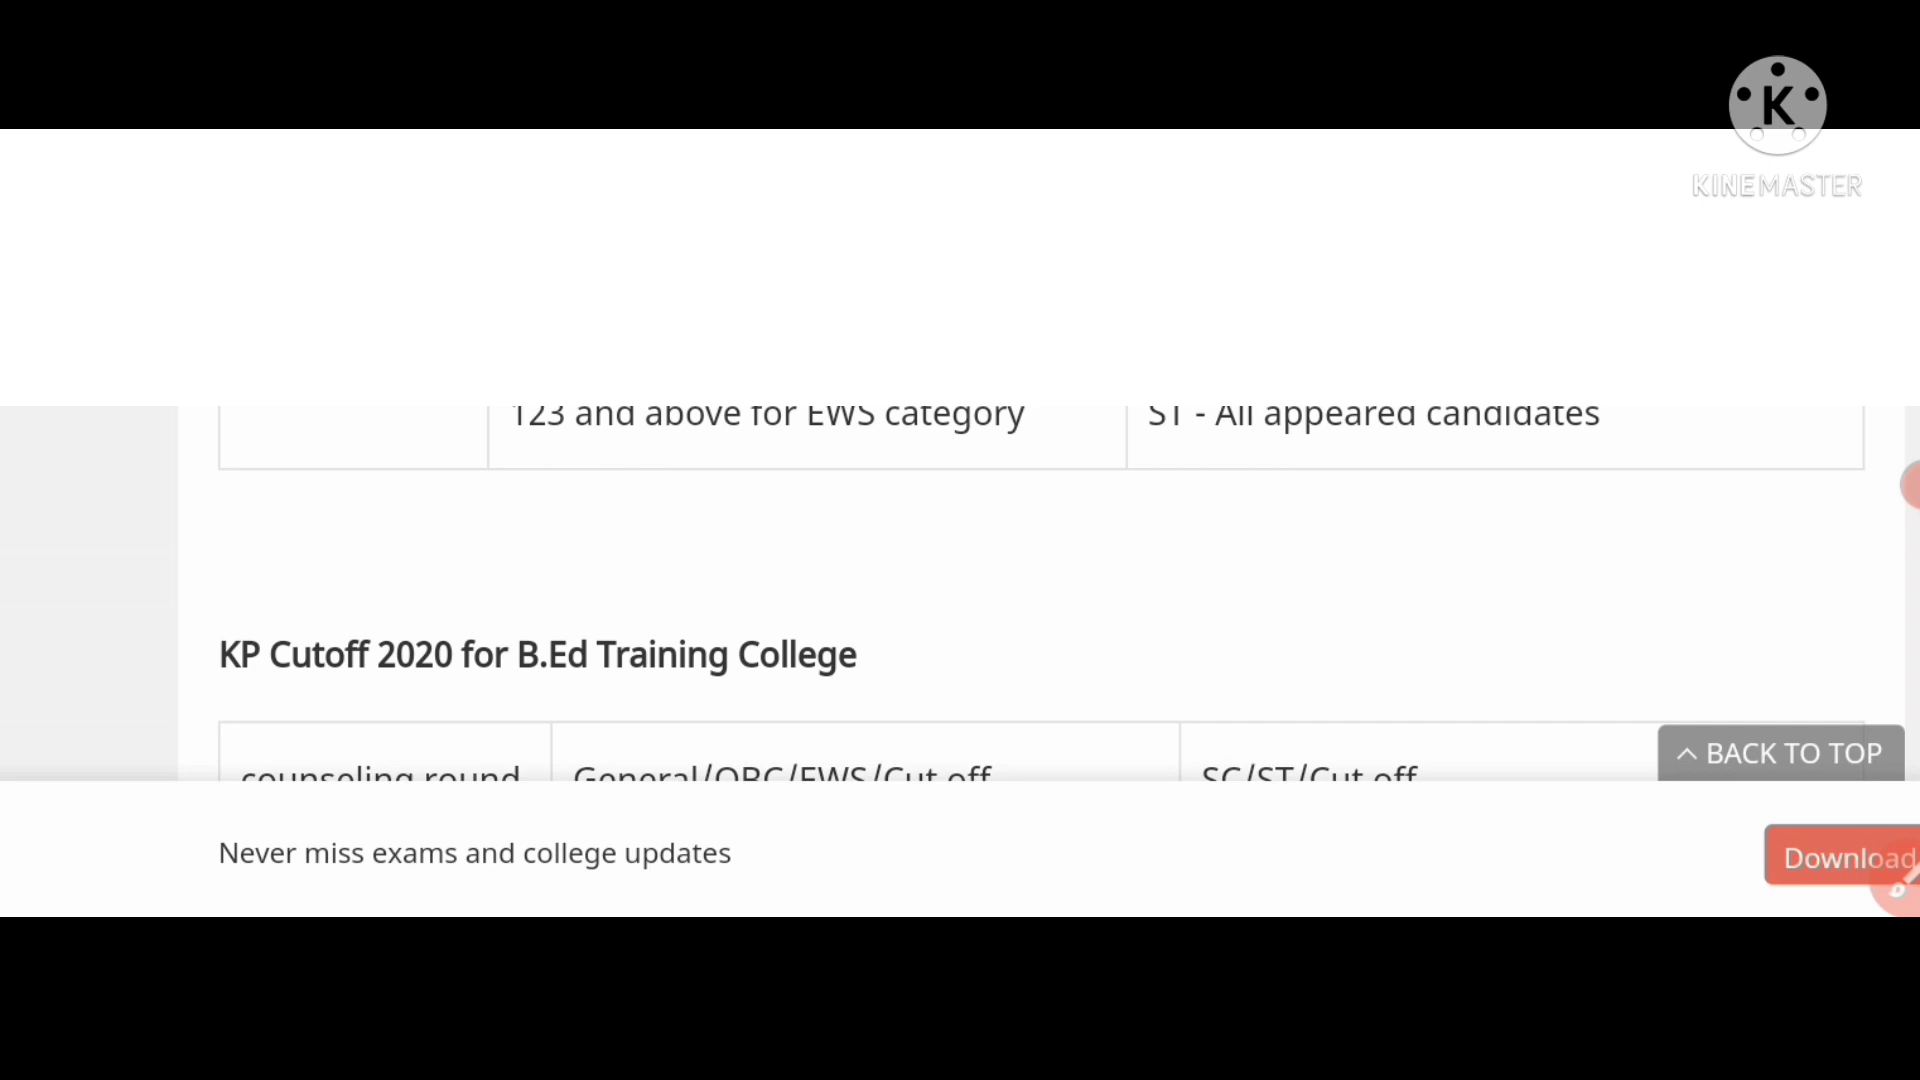 K
KINEMASTER
123 and above for EWS category
ST - All appeared candidates
KP Cutoff 2020 for B.Ed Training College
counseling round
General/OBC/EWS/Cut off
SC/ST/Cut off
BACK TO TOP
Never miss exams and college updates
Download